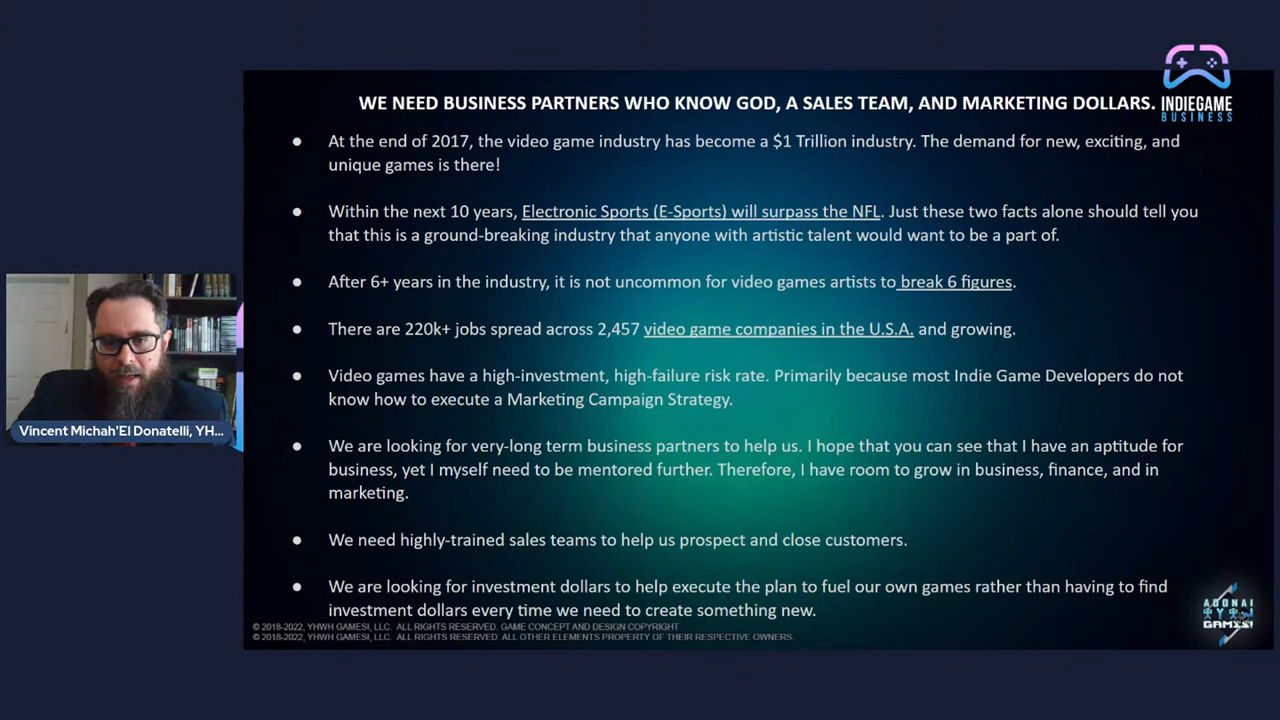 INDIEGAME
BUSINESS
WE NEED BUSINESS PARTNERS WHO KNOW GOD, A SALES TEAM, AND MARKETING DOLLARS.
● At the end of 2017, the video game industry has become a $1 Trillion industry. The demand for new, exciting, and
unique games is there!
● Within the next 10 years, Electronic Sports (E-Sports) will surpass the NFL. Just these two facts alone should tell you
that this is a ground-breaking industry that anyone with artistic talent would want to be a part of.
● After 6+ years in the industry, it is not uncommon for video games artists to break 6 figures.
● There are 220k+ jobs spread across 2,457 video game companies in the U.S.A. and growing.
● Video games have a high-investment, high-failure risk rate. Primarily because most Indie Game Developers do not
know how to execute a Marketing Campaign Strategy.
● We are looking for very-long term business partners to help us. I hope that you can see that I have an aptitude for
business, yet I myself need to be mentored further. Therefore, I have room to grow in business, finance, and in
marketing.
● We need highly-trained sales teams to help us prospect and close customers.
● We are looking for investment dollars to help execute the plan to fuel our own games rather than having to find
investment dollars every time we need to create something new.
© 2018-2022, YHWH GAMES!, LLC. ALL RIGHTS RESERVED. GAME CONCEPT AND DESIGN COPYRIGHT
© 2018-2022, YHWH GAMES!, LLC. ALL RIGHTS RESERVED. ALL OTHER ELEMENTS PROPERTY OF THEIR RESPECTIVE OWNERS.
Vincent Michah'El Donatelli, YH...
ADONAI
GAMES!